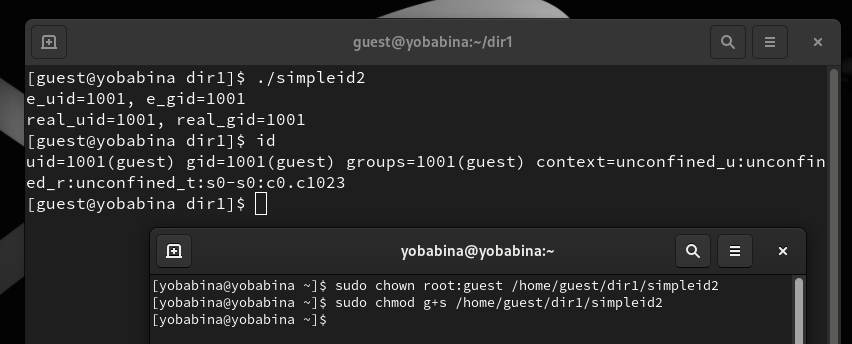 guest@yobabina:~/dir1
[guest@yobabina dir1]$ ./simpleid2
e_uid=1001, e_gid=1001
real_uid=1001, real_gid=1001
[guest@yobabina dir1]$ id
uid=1001(guest) gid=1001(guest) groups=1001(guest) context=unconfined_u:unconfin
ed_r:unconfined_t:s0-s0:c0.c1023
[guest@yobabina dir1]$
yobabina@yobabina:~
[yobabina@yobabina ~]$ sudo chown root:guest /home/guest/dir1/simpleid2
[yobabina@yobabina ~]$ sudo chmod g+s /home/guest/dir1/simpleid2
[yobabina@yobabina ~]$